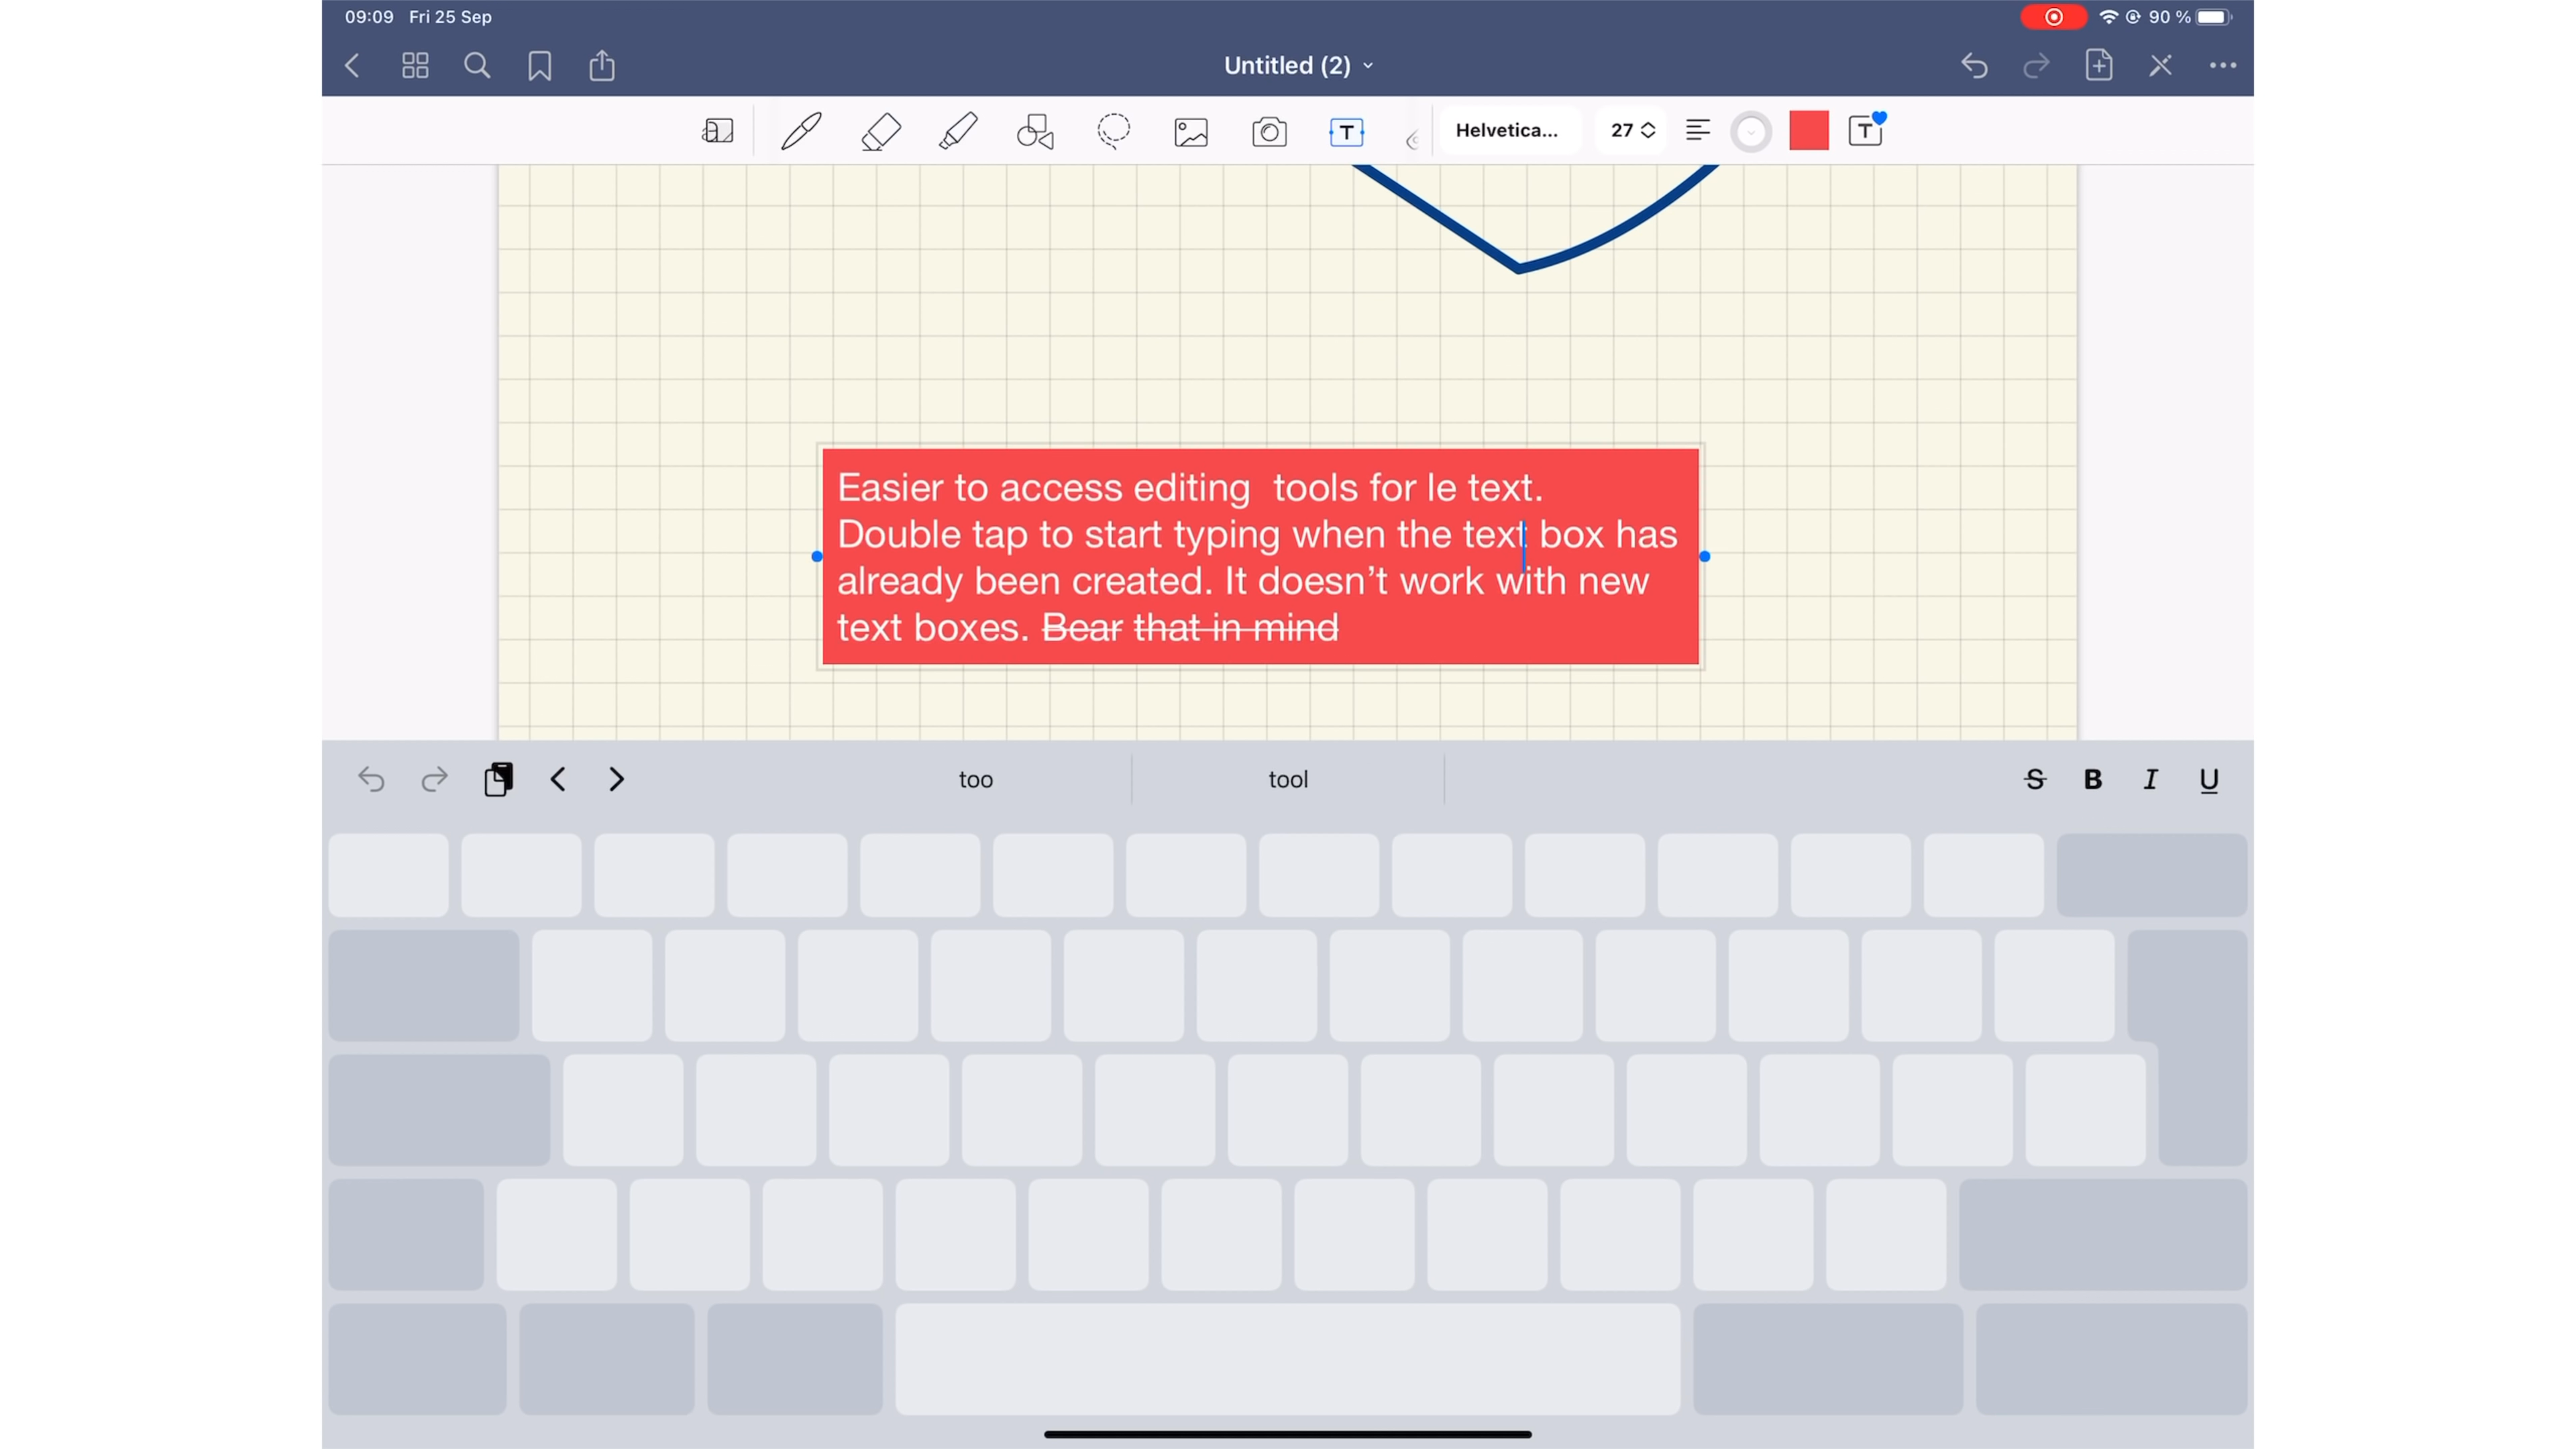 09:09 Fri 25 Sep
90 %
Untitled (2)
T
Helvetica...
27
T
Easier to access editing  tools for le text.
Double tap to start typing when the text box has
already been created. It doesn’t work with new
text boxes. Bear that in mind
too
tool
S B I U